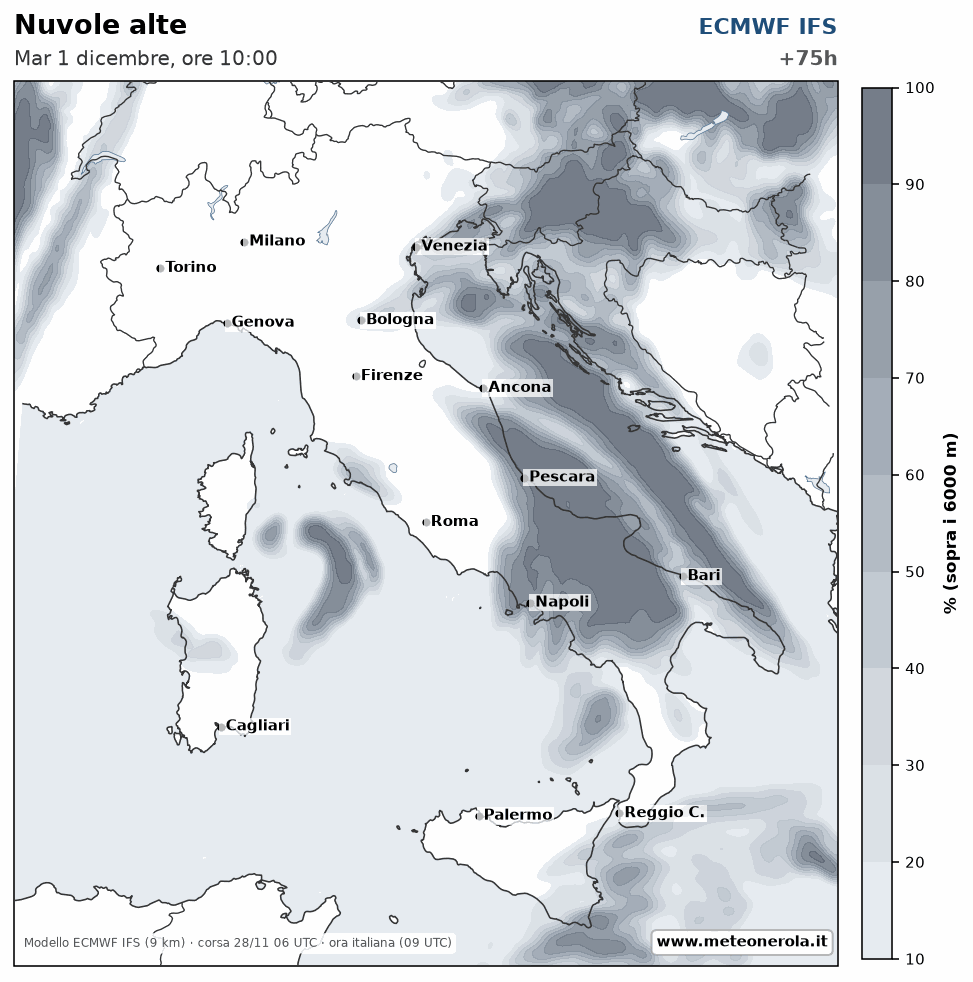 Nuvole alte
ECMWF IFS
Mar 1 dicembre, ore 10:00
+75h
100
90
80
70
60
50
40
30
20
10
% (sopra i 6000 m)
Milano
Venezia
Torino
Genova
Bologna
Firenze
Ancona
Pescara
Roma
Bari
Napoli
Cagliari
Palermo
Reggio C.
Modello ECMWF IFS (9 km) · corsa 28/11 06 UTC · ora italiana (09 UTC)
www.meteonerola.it